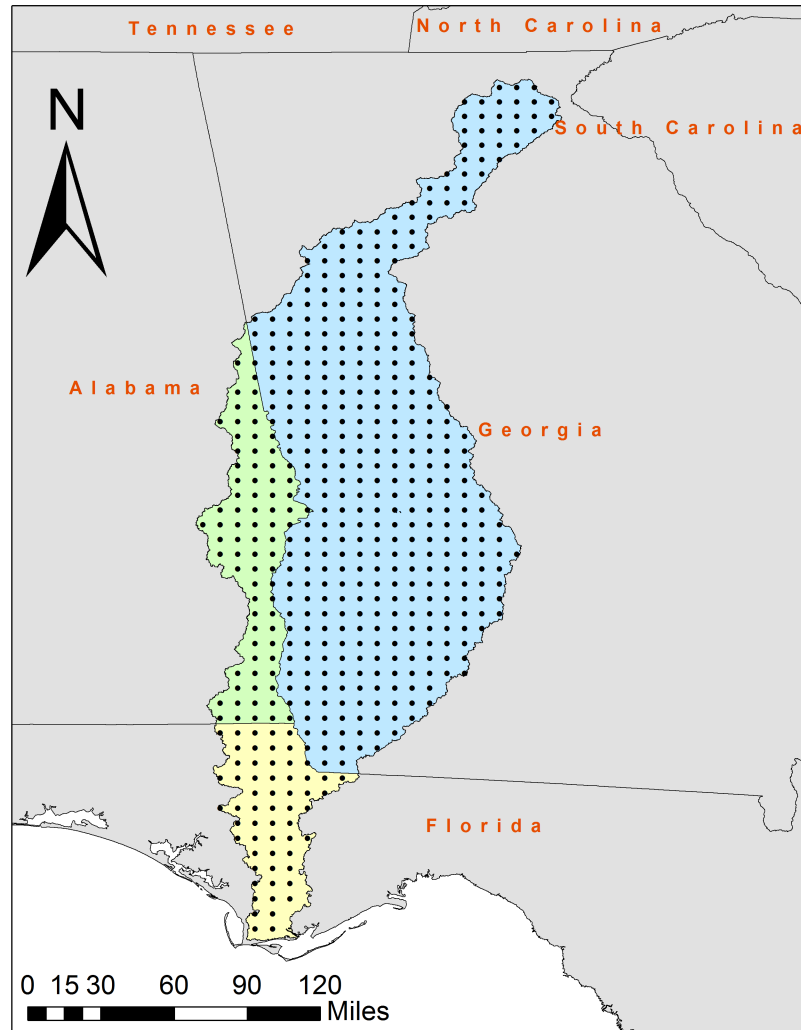 Tennessee
North Carolina
N
South Carolina
Alabama
Georgia
Florida
0 15 30 60 90 120
Miles